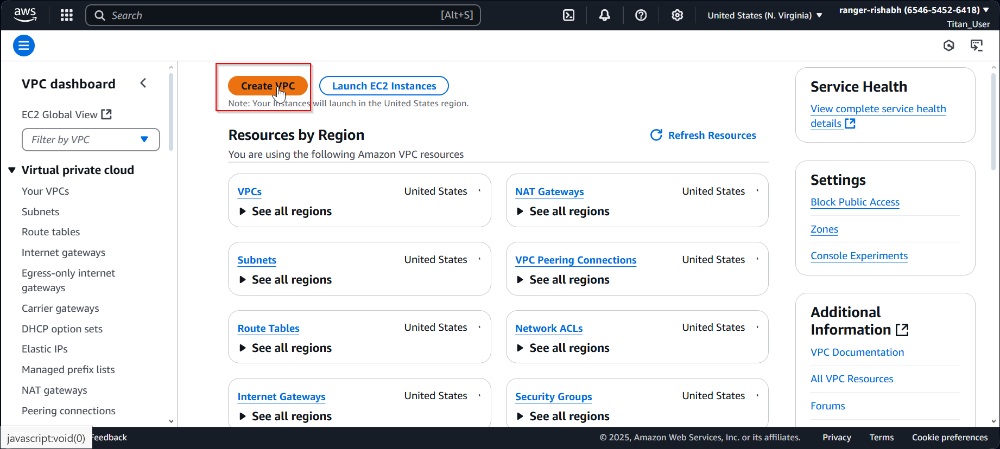 aws
Search
[Alt+S]
United States (N. Virginia)
ranger-rishabh (6546-5452-6418)
Titan_User
VPC dashboard
EC2 Global View
Filter by VPC
Virtual private cloud
Your VPCs
Subnets
Route tables
Internet gateways
Egress-only internet
gateways
Carrier gateways
DHCP option sets
Elastic IPs
Managed prefix lists
NAT gateways
Peering connections
Create VPC
Launch EC2 Instances
Note: Your Instances will launch in the United States region.
Resources by Region
Refresh Resources
You are using the following Amazon VPC resources
VPCs
United States
See all regions
NAT Gateways
United States
See all regions
Subnets
United States
See all regions
VPC Peering Connections
United States
See all regions
Route Tables
United States
See all regions
Network ACLs
United States
See all regions
Internet Gateways
United States
See all regions
Security Groups
United States
See all regions
Service Health
View complete service health
details
Settings
Block Public Access
Zones
Console Experiments
Additional
Information
VPC Documentation
All VPC Resources
Forums
javascript:void(0)
Feedback
© 2025, Amazon Web Services, Inc. or its affiliates.
Privacy
Terms
Cookie preferences